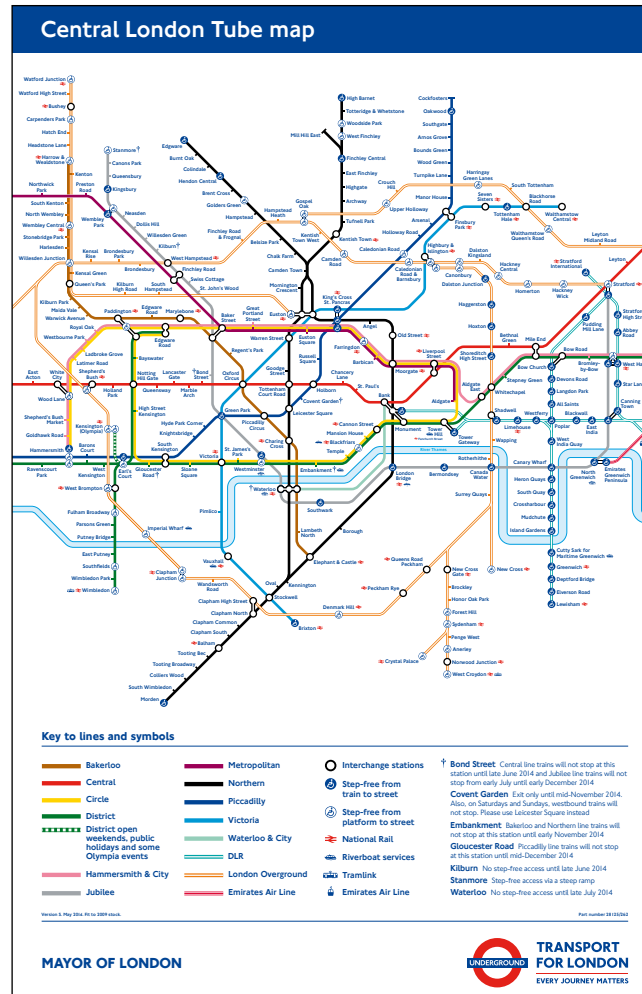 Central London Tube map
Watford Junction
Watford High Street
Bushey
Carpenders Park
Hatch End
Headstone Lane
Harrow &
Wealdstone
Kenton
Northwick
Park
Preston
Road
South Kenton
North Wembley
Wembley Central
Stonebridge Park
Harlesden
Willesden Junction
Kensal Green
Queen's Park
Kilburn Park
Maida Vale
Warwick Avenue
Royal Oak
Westbourne Park
Paddington
Edgware
Road
Marylebone
Baker
Street
Great
Portland
Street
Stanmore †
Canons Park
Queensbury
Kingsbury
Wembley
Park
Neasden
Dollis Hill
Willesden Green
Kilburn†
Kensal
Rise
Brondesbury
Park
Brondesbury
West Hampstead
Finchley Road
Swiss Cottage
St. John's Wood
Kilburn
High Road
South
Hampstead
Edgware
Burnt Oak
Colindale
Hendon Central
Brent Cross
Golders Green
Hampstead
Finchley Road
& Frognal
Hampstead
Heath
Belsize Park
Chalk Farm
Camden Town
Mornington
Crescent
Euston
High Barnet
Totteridge & Whetstone
Woodside Park
Mill Hill East
West Finchley
Finchley Central
East Finchley
Highgate
Archway
Tufnell Park
Gospel
Oak
Kentish
Town West
Kentish Town
Camden
Road
Crouch
Hill
Upper Holloway
Cockfosters
Oakwood
Southgate
Arnos Grove
Bounds Green
Wood Green
Turnpike Lane
Manor House
Harringay
Green Lanes
South Tottenham
Seven
Sisters
Blackhorse
Road
Tottenham
Hale
Walthamstow
Central
Walthamstow
Queen's Road
Leyton
Midland Road
Finsbury
Park
Arsenal
Holloway Road
Caledonian Road
Caledonian
Road &
Barnsbury
Highbury &
Islington
Canonbury
Dalston
Kingsland
Dalston Junction
Hackney
Central
Homerton
Hackney
Wick
Stratford
International
Leyton
Stratford
Stratford
High Str
Pudding
Mill Lane
Abbey
Road
King's Cross
St. Pancras
Angel
Old Street
Haggerston
Hoxton
Shoreditch
High Street
Bethnal
Green
Mile End
Bow Road
Bow Church
Bromley-
by-Bow
West Ha
Stepney Green
Devons Road
Langdon Park
All Saints
Star Lan
Canning
Town
Ladbroke Grove
Latimer Road
Edgware
Road
Bayswater
Notting
Hill Gate
Lancaster
Gate
†Bond
Street
Oxford
Circus
Regent's Park
Warren Street
Euston
Square
Russell
Square
Goodge
Street
Tottenham
Court Road
Holborn
Chancery
Lane
Farringdon
Barbican
Moorgate
Liverpool
Street
Aldgate
East
Whitechapel
East
Acton
White
City
Shepherd's
Bush
Holland
Park
Queensway
Marble
Arch
St. Paul's
Bank
Aldgate
Wood Lane
Shepherd's Bush
Market
Goldhawk Road
Hammersmith
Barons
Court
Ravenscourt
Park
West
Kensington
Kensington
(Olympia)
High Street
Kensington
Earl's
Court
Gloucester
Road†
South
Kensington
Sloane
Square
Hyde Park Corner
Knightsbridge
Green Park
Piccadilly
Circus
Covent Garden†
Leicester Square
Charing
Cross
Victoria
St. James's
Park
Westminster
Embankment †
Temple
Blackfriars
Mansion House
Cannon Street
Monument
Tower
Hill
Fenchurch Street
Tower
Gateway
River Thames
Shadwell
Limehouse
Westferry
Poplar
Blackwall
East
India
West
India Quay
Wapping
Rotherhithe
Canada
Water
Bermondsey
London
Bridge
Canary Wharf
North
Greenwich
Emirates
Greenwich
Peninsula
Heron Quays
South Quay
Crossharbour
Mudchute
Island Gardens
Cutty Sark for
Maritime Greenwich
Greenwich
Deptford Bridge
Elverson Road
Lewisham
Surrey Quays
† Waterloo
Southwark
Lambeth
North
Borough
Elephant & Castle
Kennington
Oval
Stockwell
Pimlico
Vauxhall
Brixton
West Brompton
Fulham Broadway
Parsons Green
Putney Bridge
East Putney
Southfields
Wimbledon Park
Wimbledon
Imperial Wharf
Clapham
Junction
Wandsworth
Road
Clapham High Street
Clapham North
Clapham Common
Clapham South
Balham
Tooting Bec
Tooting Broadway
Colliers Wood
South Wimbledon
Morden
Denmark Hill
Peckham Rye
Queens Road
Peckham
New Cross
Gate
New Cross
Brockley
Honor Oak Park
Forest Hill
Sydenham
Penge West
Anerley
Crystal Palace
Norwood Junction
West Croydon
Key to lines and symbols
Bakerloo
Central
Circle
District
District open
weekends, public
holidays and some
Olympia events
Hammersmith & City
Jubilee
Metropolitan
Northern
Piccadilly
Victoria
Waterloo & City
DLR
London Overground
Emirates Air Line
Interchange stations
Step-free from
train to street
Step-free from
platform to street
National Rail
Riverboat services
Tramlink
Emirates Air Line
† Bond Street Central line trains will not stop at this
station until late June 2014 and Jubilee line trains will not
stop from early July until early December 2014
Covent Garden Exit only until mid-November 2014.
Also, on Saturdays and Sundays, westbound trains will
not stop. Please use Leicester Square instead
Embankment Bakerloo and Northern line trains will
not stop at this station until early November 2014
Gloucester Road Piccadilly line trains will not stop
at this station until mid-December 2014
Kilburn No step-free access until late June 2014
Stanmore Step-free access via a steep ramp
Waterloo No step-free access until late July 2014
Version S. May 2014. Fit to 2009 stock.
Part number 28123/262
MAYOR OF LONDON
UNDERGROUND
TRANSPORT
FOR LONDON
EVERY JOURNEY MATTERS